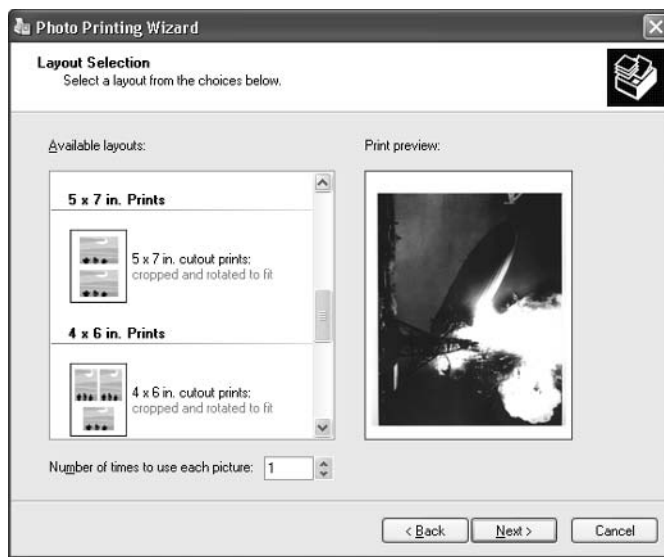 Photo Printing Wizard
Layout Selection
Select a layout from the choices below.
Available layouts:
Print preview:
5 x 7 in. Prints
5 x 7 in. cutout prints:
cropped and rotated to fit
4 x 6 in. Prints
4 x 6 in. cutout prints:
cropped and rotated to fit
Number of times to use each picture: 1
< Back
Next >
Cancel